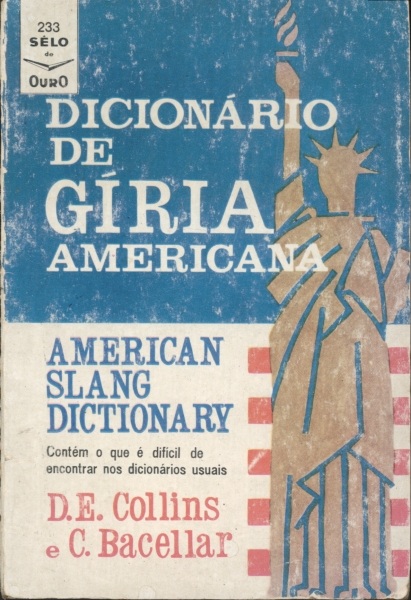 233
SÊLO
de
OURO
DICIONÁRIO
DE
GÍRIA
AMERICANA
AMERICAN
SLANG
DICTIONARY
Contém o que é difícil de
encontrar nos dicionários usuais
D.E. Collins
e C. Bacellar